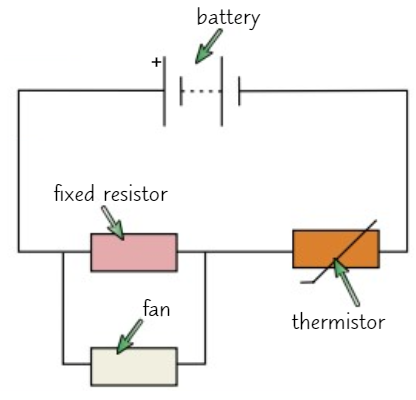 battery
+
fixed resistor
fan
thermistor